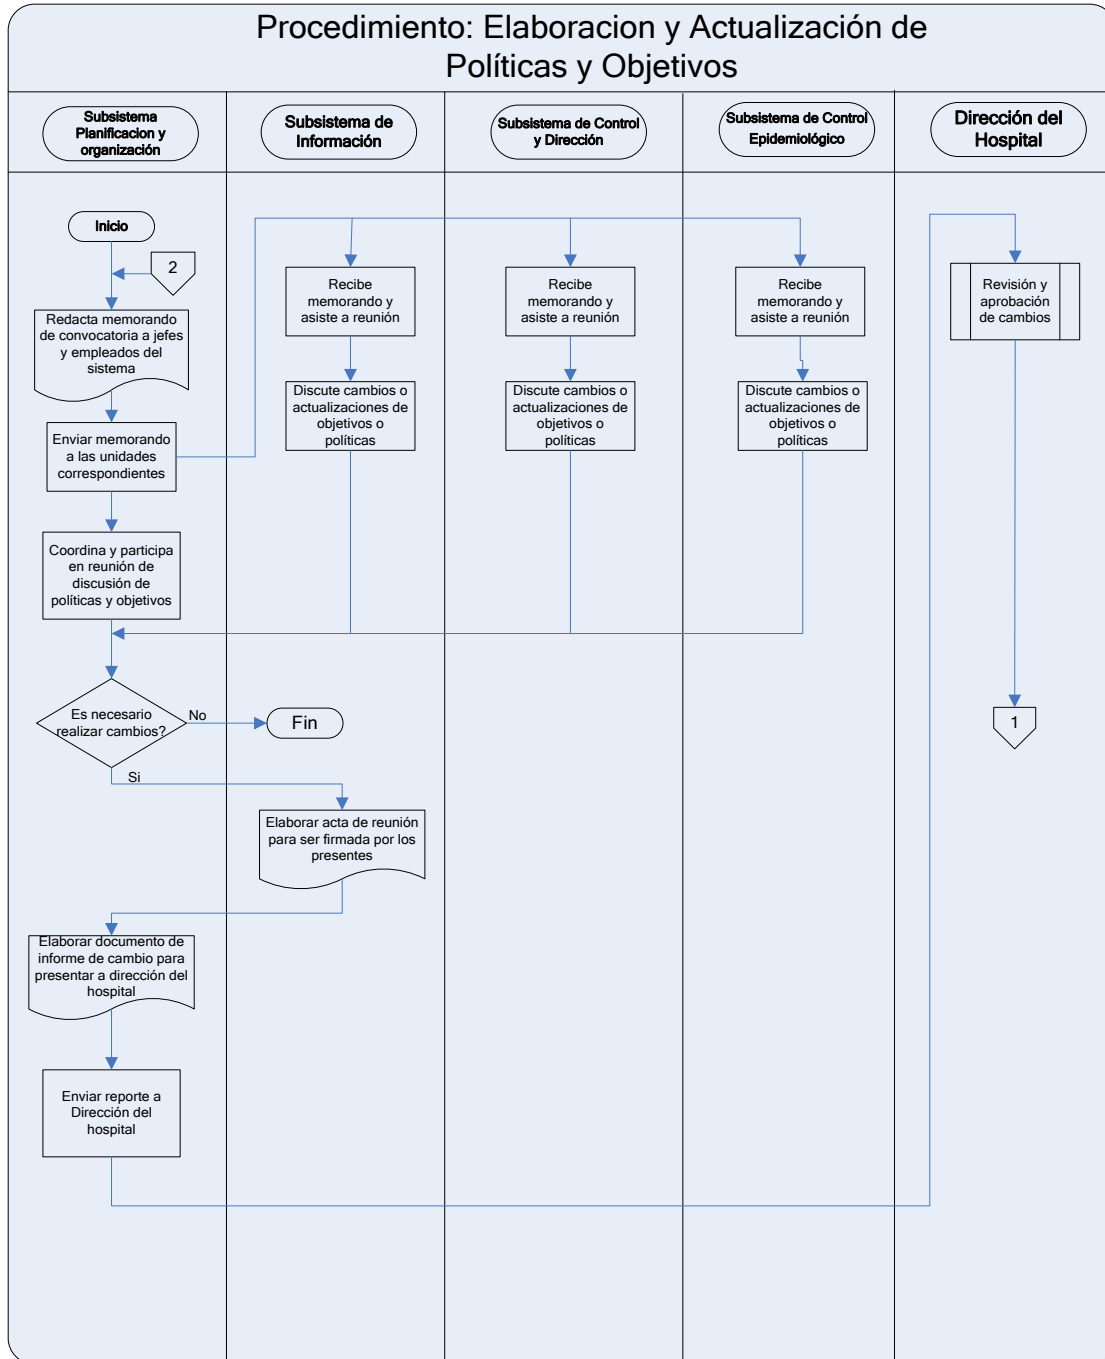 Procedimiento: Elaboracion y Actualización de
Políticas y Objetivos
Subsistema
Planificacion y
organización
Subsistema de
Información
Subsistema de Control
y Dirección
Subsistema de Control
Epidemiológico
Dirección del
Hospital
Inicio
2
Redacta memorando
de convocatoria a jefes
y empleados del
sistema
Enviar memorando
a las unidades
correspondientes
Coordina y participa
en reunión de
discusión de
políticas y objetivos
Recibe
memorando y
asiste a reunión
Discute cambios o
actualizaciones de
objetivos o
políticas
Recibe
memorando y
asiste a reunión
Discute cambios o
actualizaciones de
objetivos o
políticas
Recibe
memorando y
asiste a reunión
Discute cambios o
actualizaciones de
objetivos o
políticas
Revisión y
aprobación
de cambios
1
Es necesario
realizar cambios?
No
Fin
Si
Elaborar acta de reunión
para ser firmada por los
presentes
Elaborar documento de
informe de cambio para
presentar a dirección del
hospital
Enviar reporte a
Dirección del
hospital